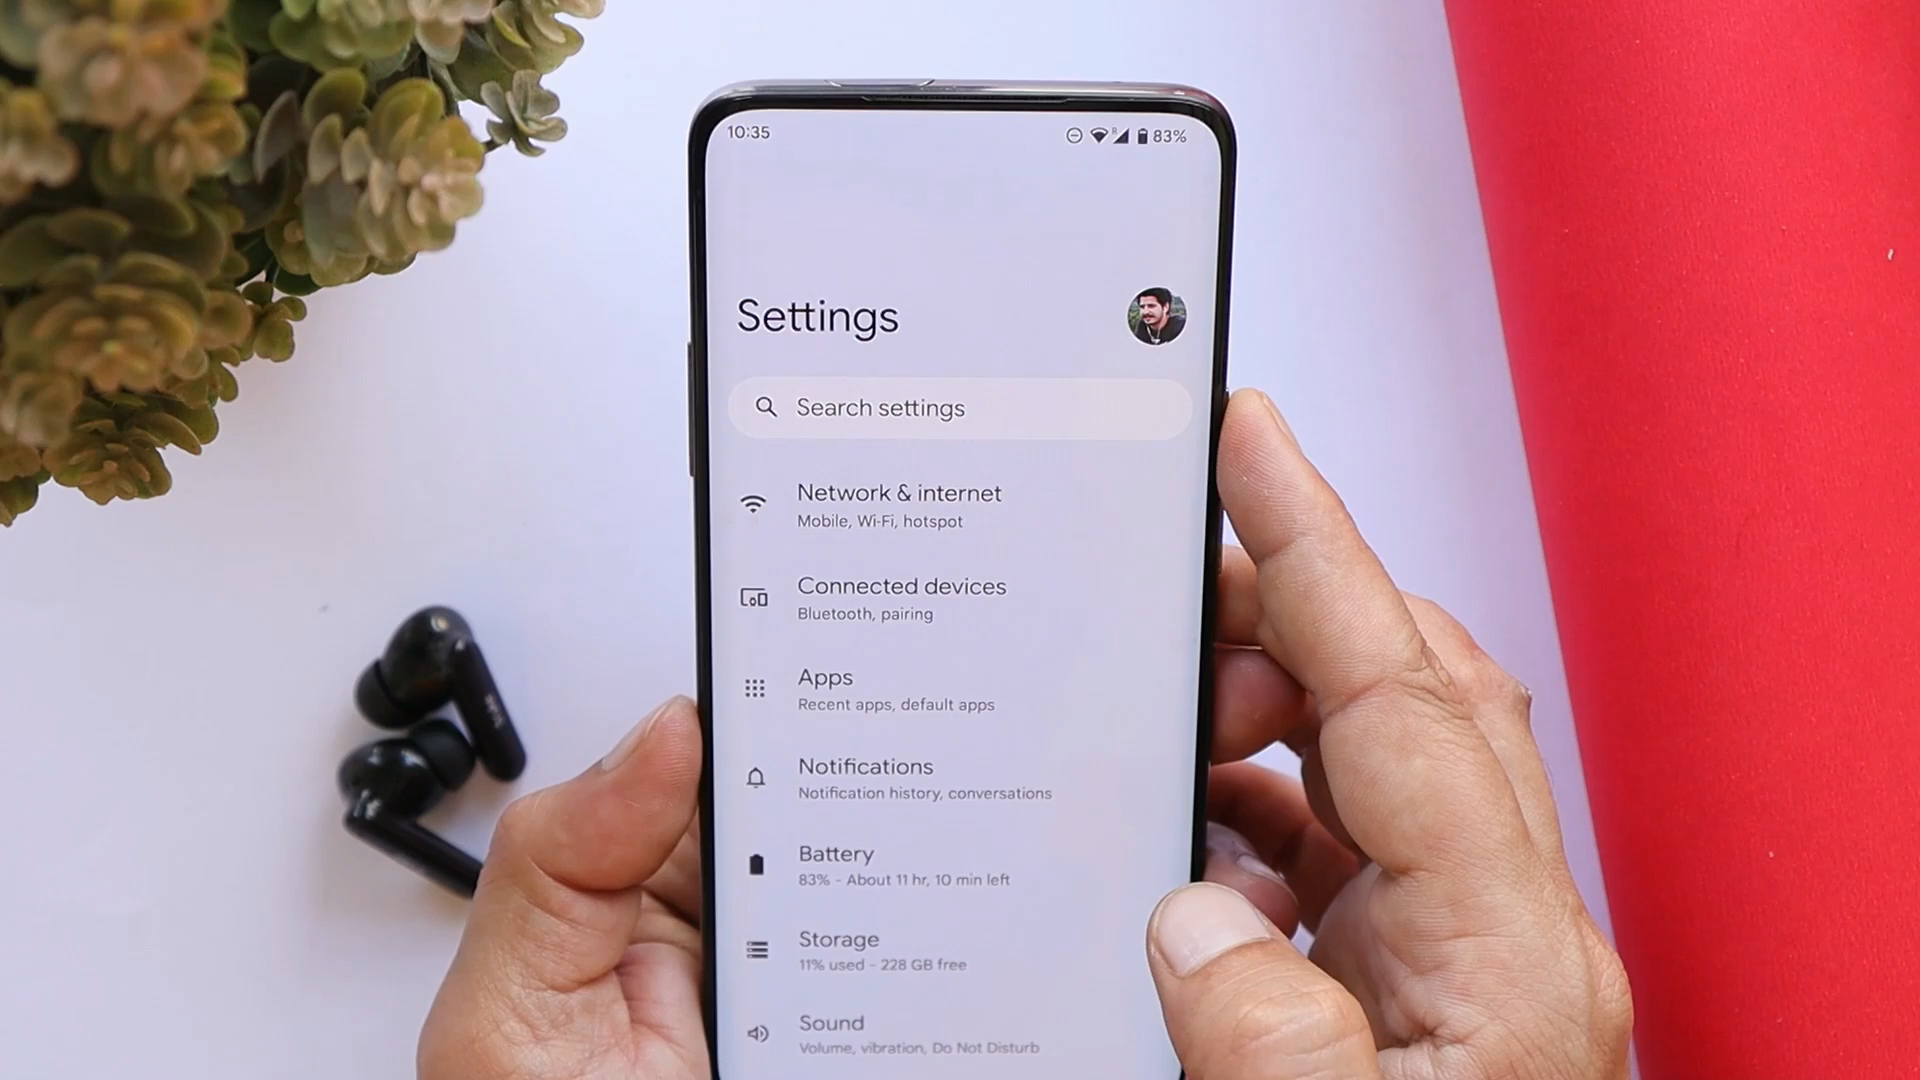 10:35
R 83%
Settings
Search settings
Network & internet
Mobile, Wi-Fi, hotspot
Connected devices
Bluetooth, pairing
Apps
Recent apps, default apps
Notifications
Notification history, conversations
Battery
83% - About 11 hr, 10 min left
Storage
11% used - 228 GB free
Sound
Volume, vibration, Do Not Disturb